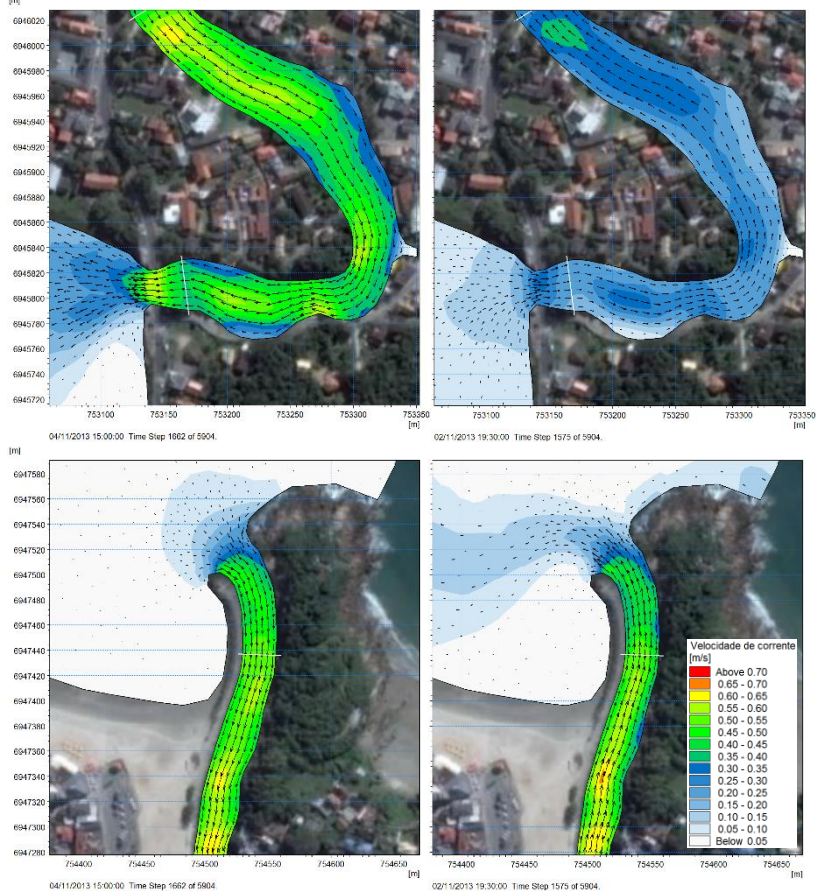 [m]
6946020
6946000
6945980
6945960
6945940
6945920
6945900
6945880
6945860
6945840
6945820
6945800
6945780
6945760
6945740
6945720
753100 753150 753200 753250 753300 753350
[m]
04/11/2013 15:00:00 Time Step 1662 of 5904.
753100 753150 753200 753250 753300 753350
[m]
02/11/2013 19:30:00 Time Step 1575 of 5904.
[m]
6947580
6947560
6947540
6947520
6947500
6947480
6947460
6947440
6947420
6947400
6947380
6947360
6947340
6947320
6947300
6947280
754400 754450 754500 754550 754600 754650
[m]
04/11/2013 15:00:00 Time Step 1662 of 5904.
Velocidade de corrente
[m/s]
Above 0.70
0.65 - 0.70
0.60 - 0.65
0.55 - 0.60
0.50 - 0.55
0.45 - 0.50
0.40 - 0.45
0.35 - 0.40
0.30 - 0.35
0.25 - 0.30
0.20 - 0.25
0.15 - 0.20
0.10 - 0.15
0.05 - 0.10
Below 0.05
754400 754450 754500 754550 754600 754650
[m]
02/11/2013 19:30:00 Time Step 1575 of 5904.